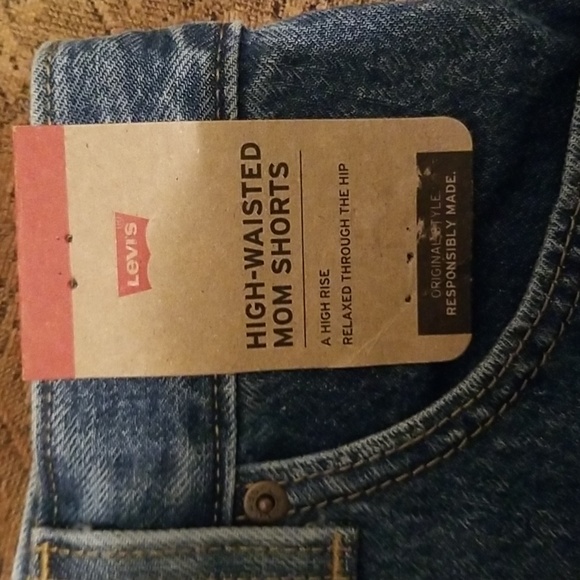 Levi's
HIGH-WAISTED
MOM SHORTS
A HIGH RISE
RELAXED THROUGH THE HIP
ORIGINAL STYLE.
RESPONSIBLY MADE.